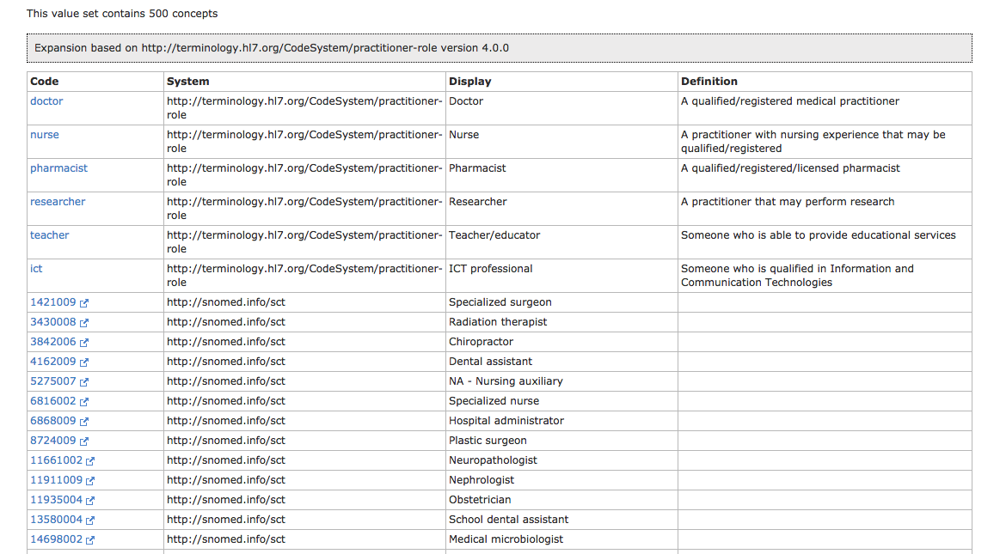 This value set contains 500 concepts
Expansion based on http://terminology.hl7.org/CodeSystem/practitioner-role version 4.0.0
Code System Display Definition
doctor http://terminology.hl7.org/CodeSystem/practitioner- Doctor A qualified/registered medical practitioner
role
nurse http://terminology.hl7.org/CodeSystem/practitioner- Nurse A practitioner with nursing experience that may be
role qualified/registered
pharmacist http://terminology.hl7.org/CodeSystem/practitioner- Pharmacist A qualified/registered/licensed pharmacist
role
researcher http://terminology.hl7.org/CodeSystem/practitioner- Researcher A practitioner that may perform research
role
teacher http://terminology.hl7.org/CodeSystem/practitioner- Teacher/educator Someone who is able to provide educational services
role
ict http://terminology.hl7.org/CodeSystem/practitioner- ICT professional Someone who is qualified in Information and
role Communication Technologies
1421009 http://snomed.info/sct Specialized surgeon
3430008 http://snomed.info/sct Radiation therapist
3842006 http://snomed.info/sct Chiropractor
4162009 http://snomed.info/sct Dental assistant
5275007 http://snomed.info/sct NA - Nursing auxiliary
6816002 http://snomed.info/sct Specialized nurse
6868009 http://snomed.info/sct Hospital administrator
8724009 http://snomed.info/sct Plastic surgeon
11661002 http://snomed.info/sct Neuropathologist
11911009 http://snomed.info/sct Nephrologist
11935004 http://snomed.info/sct Obstetrician
13580004 http://snomed.info/sct School dental assistant
14698002 http://snomed.info/sct Medical microbiologist